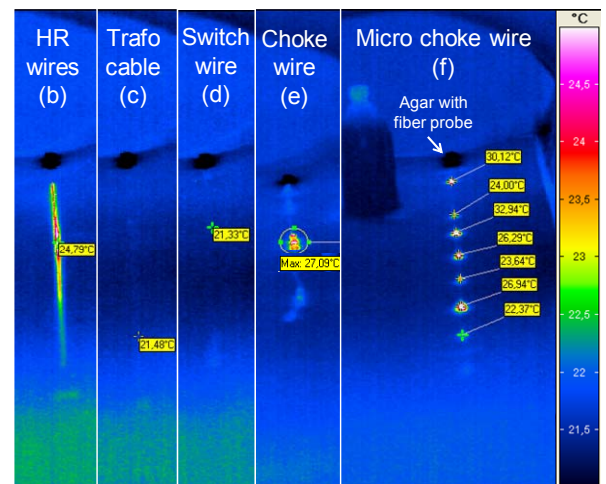 HR
wires
(b)
Trafo
cable
(c)
Switch
wire
(d)
Choke
wire
(e)
Micro choke wire
(f)
Agar with
fiber probe
24,79°C
21,48°C
21,33°C
Max: 27,09°C
30,12°C
24,00°C
32,94°C
26,29°C
23,64°C
26,94°C
22,37°C
°C
24,5
24
23,5
23
22,5
22
21,5